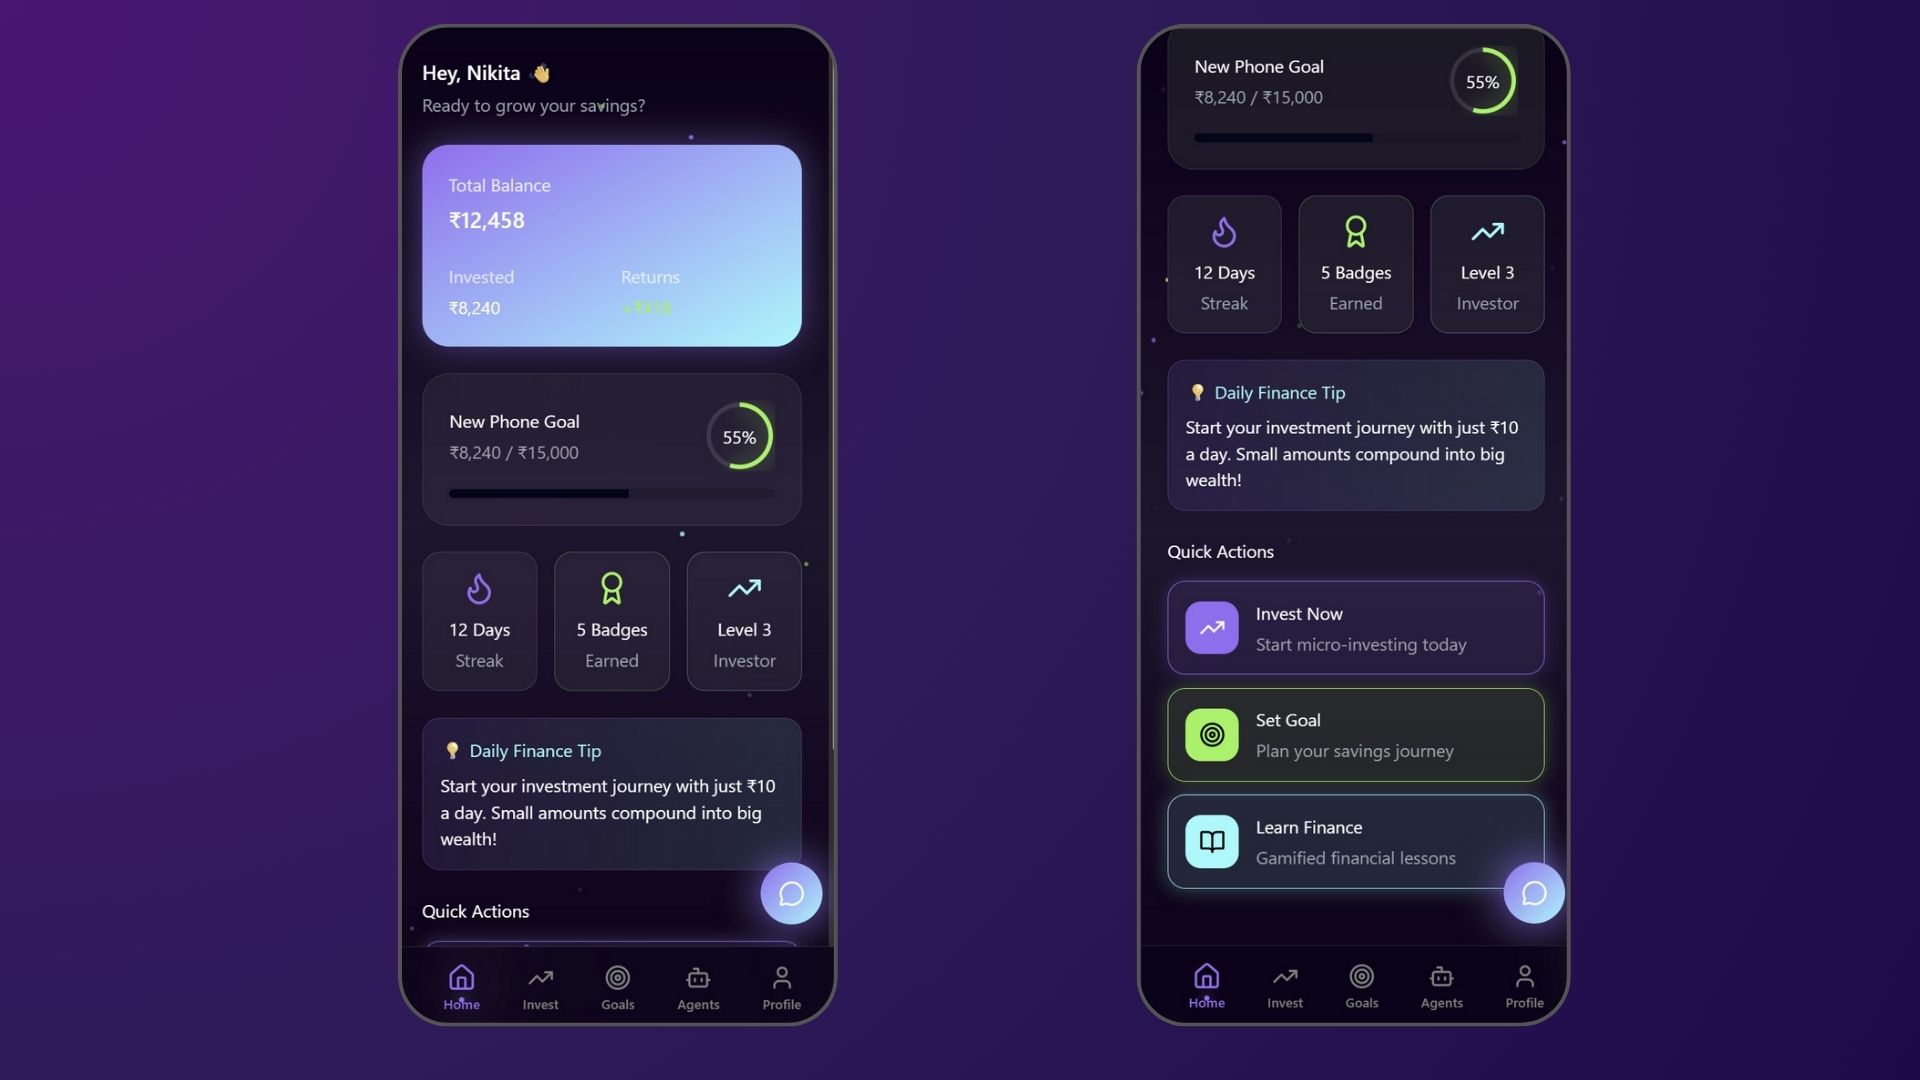 Hey, Nikita 👋
Ready to grow your savings?
Total Balance
₹12,458
Invested Returns
₹8,240 +₹418
New Phone Goal
₹8,240 / ₹15,000
55%
12 Days 5 Badges Level 3
Streak Earned Investor
💡 Daily Finance Tip
Start your investment journey with just ₹10
a day. Small amounts compound into big
wealth!
Quick Actions
Home Invest Goals Agents Profile
New Phone Goal
₹8,240 / ₹15,000
55%
12 Days 5 Badges Level 3
Streak Earned Investor
💡 Daily Finance Tip
Start your investment journey with just ₹10
a day. Small amounts compound into big
wealth!
Quick Actions
Invest Now
Start micro-investing today
Set Goal
Plan your savings journey
Learn Finance
Gamified financial lessons
Home Invest Goals Agents Profile